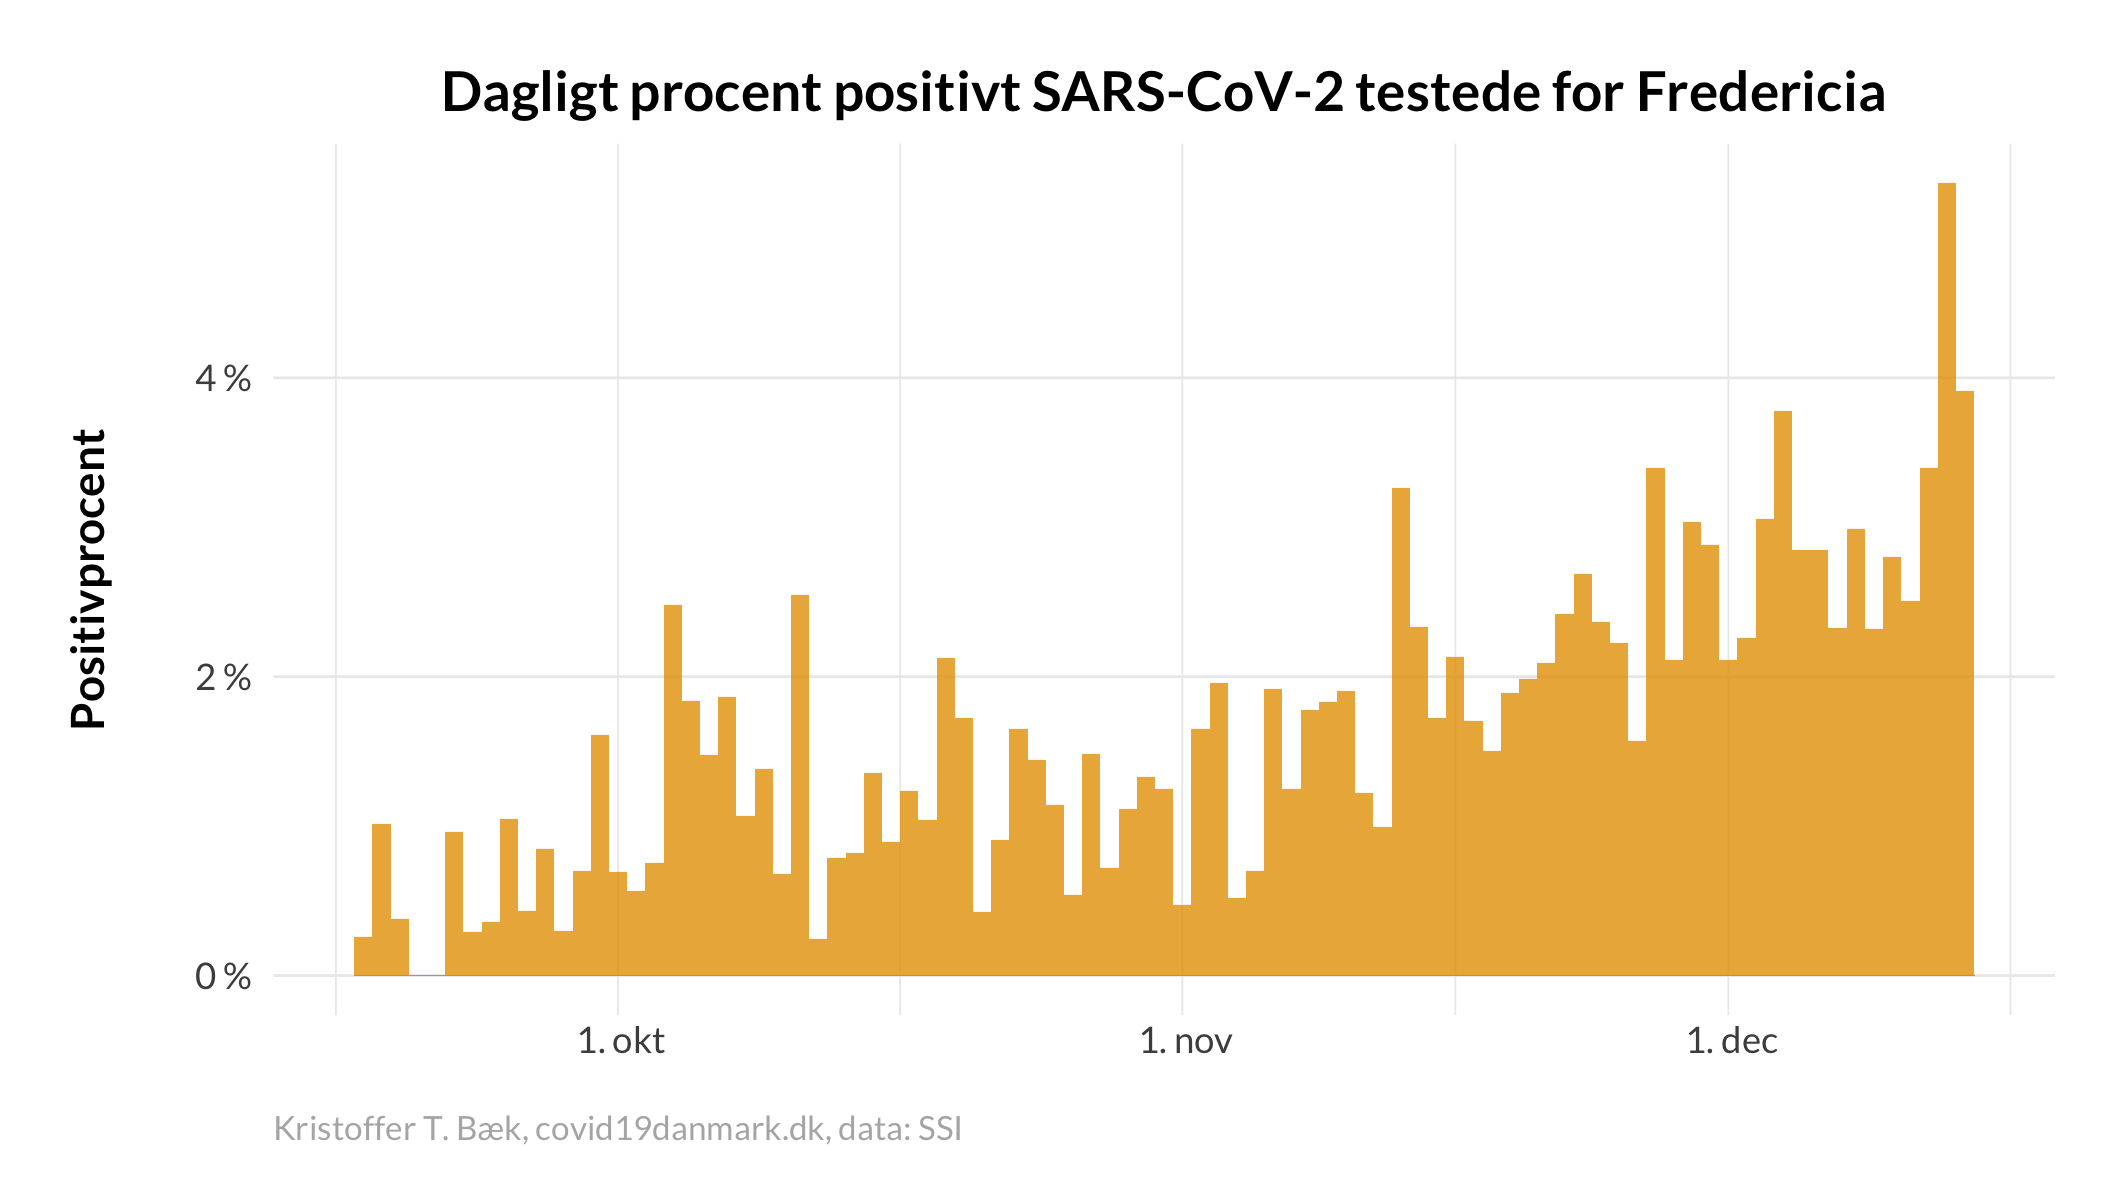 Dagligt procent positivt SARS-CoV-2 testede for Fredericia
Positivprocent
4 %
2 %
0 %
1. okt
1. nov
1. dec
Kristoffer T. Bæk, covid19danmark.dk, data: SSI